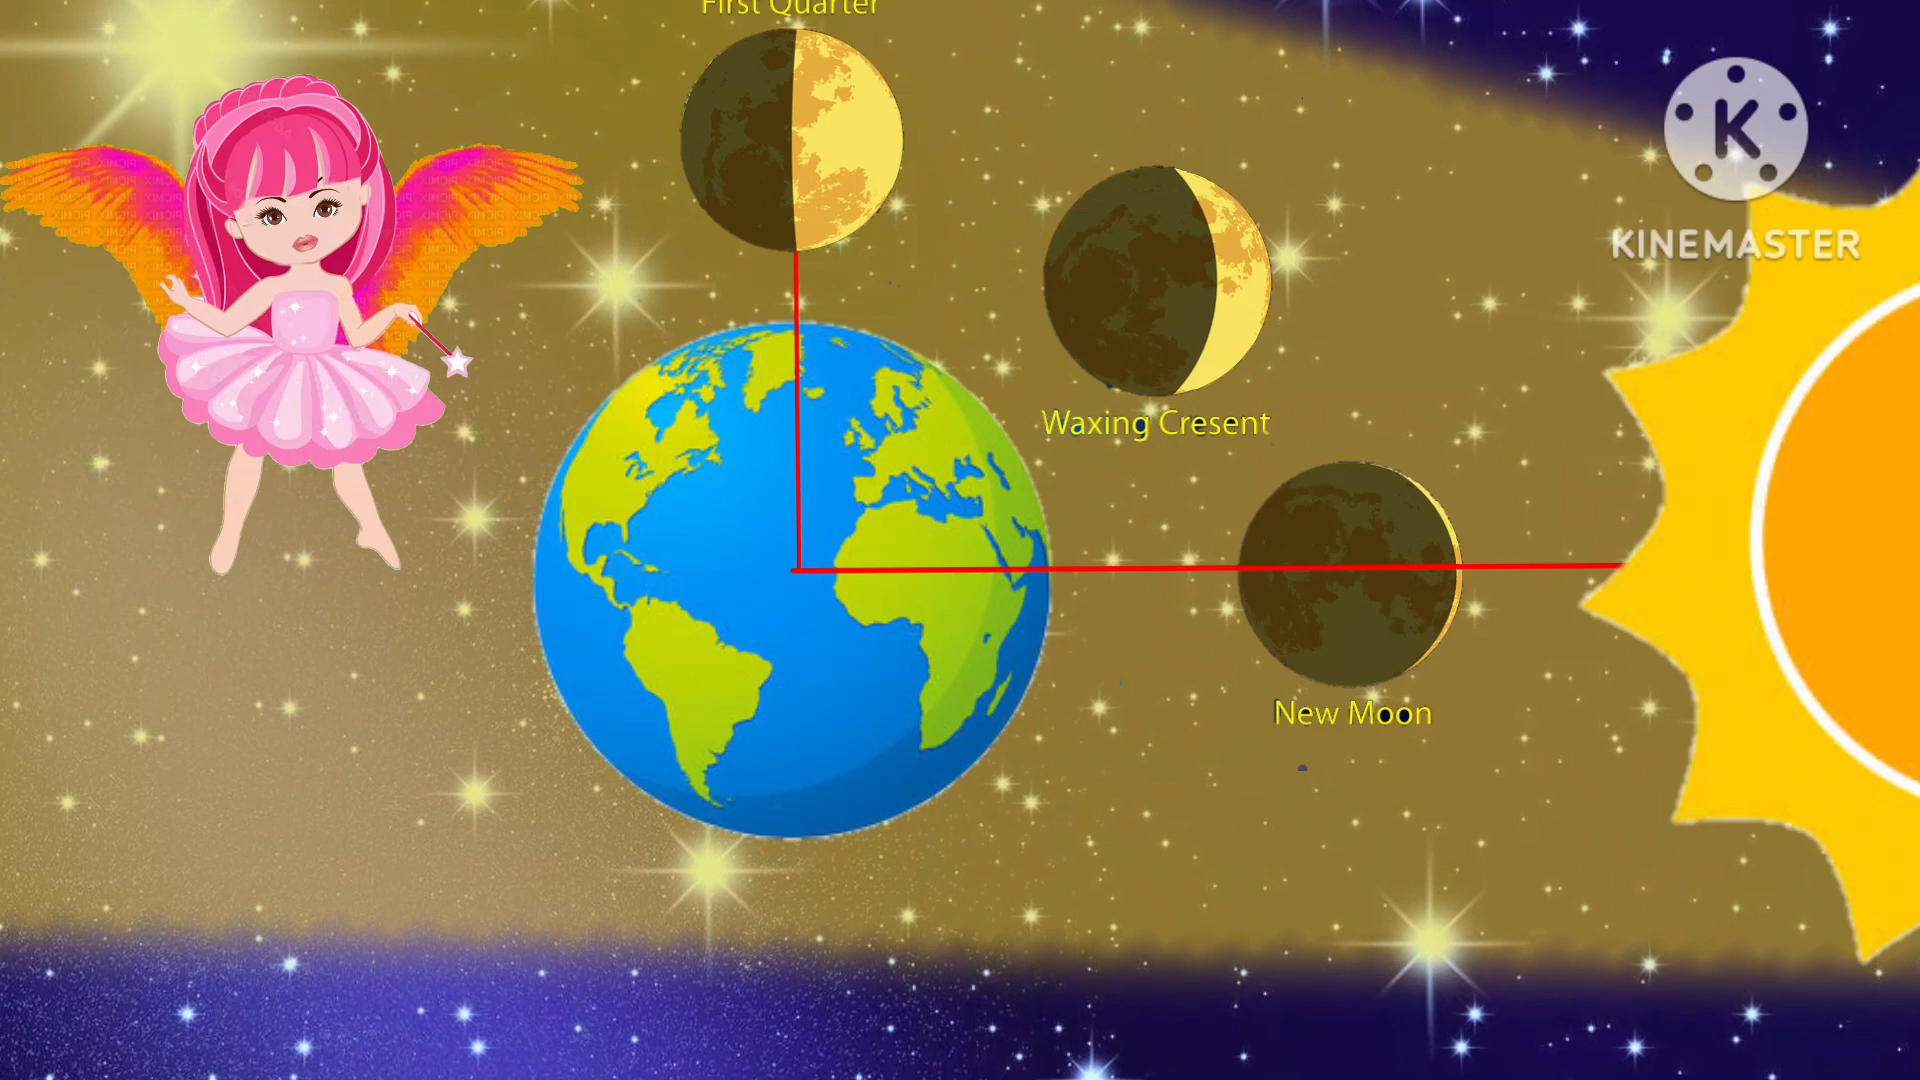 First Quarter
K
KINEMASTER
Waxing Cresent
New Moon